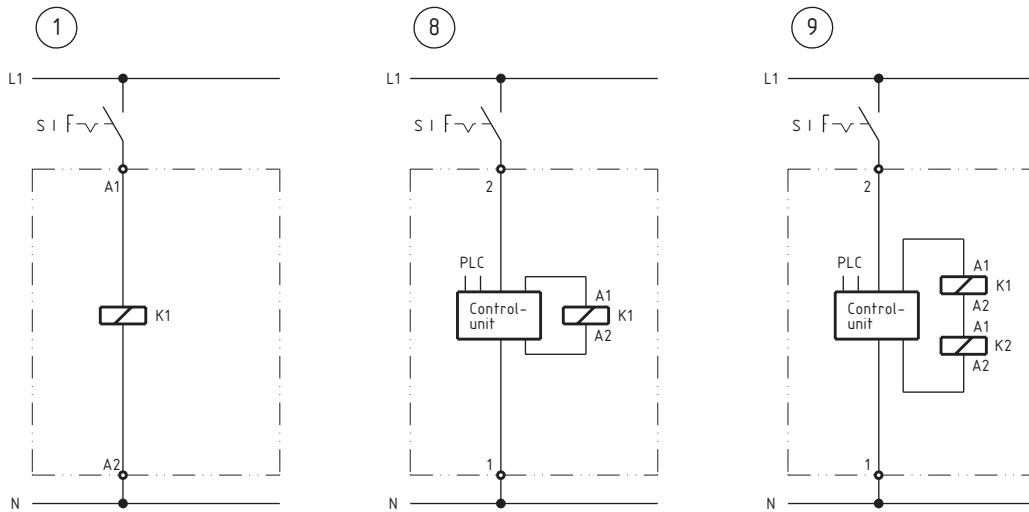 1
L1
S1
A1
K1
A2
N
8
L1
S1
2
PLC
Control-
unit
A1
K1
A2
1
N
9
L1
S1
2
PLC
Control-
unit
A1
K1
A2
A1
K2
A2
1
N